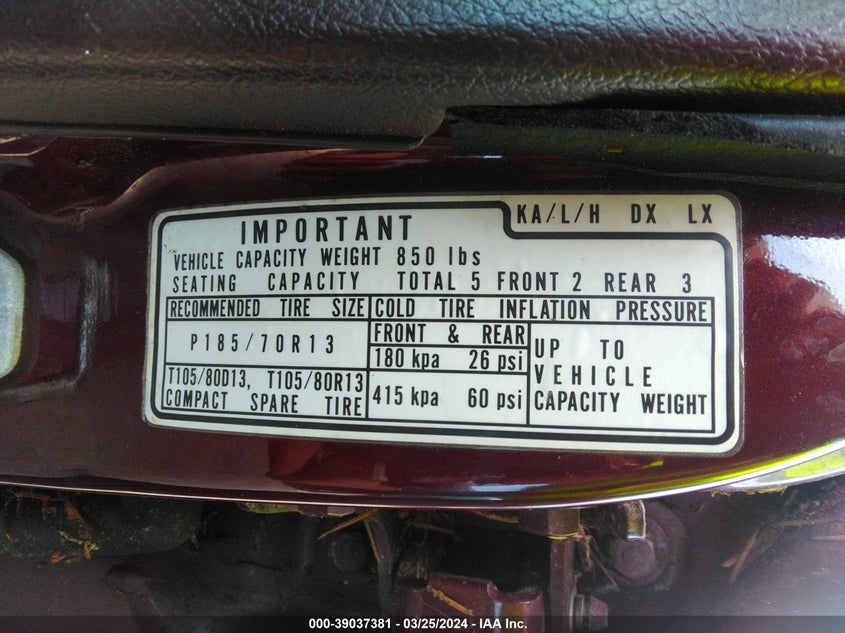 KA/L/H DX LX
IMPORTANT
VEHICLE CAPACITY WEIGHT 850 lbs
SEATING CAPACITY TOTAL 5 FRONT 2 REAR 3
RECOMMENDED TIRE SIZE COLD TIRE INFLATION PRESSURE
P185/70R13
FRONT & REAR
180 kpa 26 psi
UP TO
VEHICLE
CAPACITY WEIGHT
T105/80D13, T105/80R13
COMPACT SPARE TIRE
415 kpa 60 psi
000-39037381 - 03/25/2024 - IAA Inc.